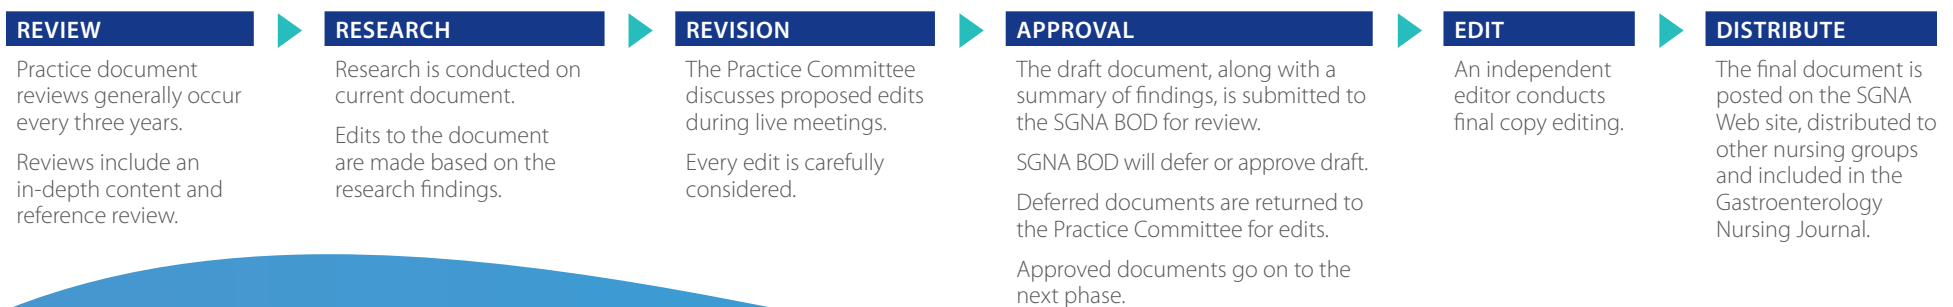 REVIEW
Practice document
reviews generally occur
every three years.
Reviews include an
in-depth content and
reference review.
RESEARCH
Research is conducted on
current document.
Edits to the document
are made based on the
research findings.
REVISION
The Practice Committee
discusses proposed edits
during live meetings.
Every edit is carefully
considered.
APPROVAL
The draft document, along with a
summary of findings, is submitted to
the SGNA BOD for review.
SGNA BOD will defer or approve draft.
Deferred documents are returned to
the Practice Committee for edits.
Approved documents go on to the
next phase.
EDIT
An independent
editor conducts
final copy editing.
DISTRIBUTE
The final document is
posted on the SGNA
Web site, distributed to
other nursing groups
and included in the
Gastroenterology
Nursing Journal.